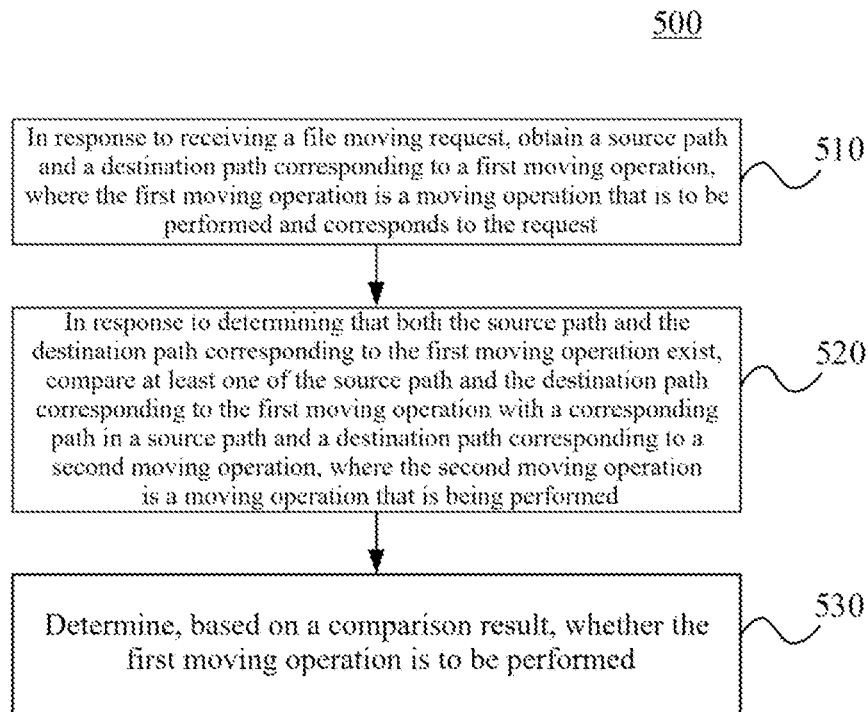 500
In response to receiving a file moving request, obtain a source path
and a destination path corresponding to a first moving operation,
where the first moving operation is a moving operation that is to be
performed and corresponds to the request
510
In response to determining that both the source path and the
destination path corresponding to the first moving operation exist,
compare at least one of the source path and the destination path
corresponding to the first moving operation with a corresponding
path in a source path and a destination path corresponding to a
second moving operation, where the second moving operation
is a moving operation that is being performed
520
Determine, based on a comparison result, whether the
first moving operation is to be performed
530